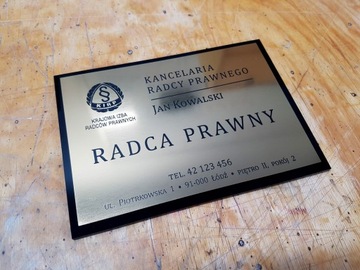 KANCELARIA
RADCY PRAWNEGO
Jan Kowalski
§
KIRP
KRAJOWA IZBA
RADCÓW PRAWNYCH
RADCA PRAWNY
TEL. 42 123 456
UL. PIOTRKOWSKA 1 • 91-000 ŁÓDŹ • PIĘTRO II, POKÓJ 2